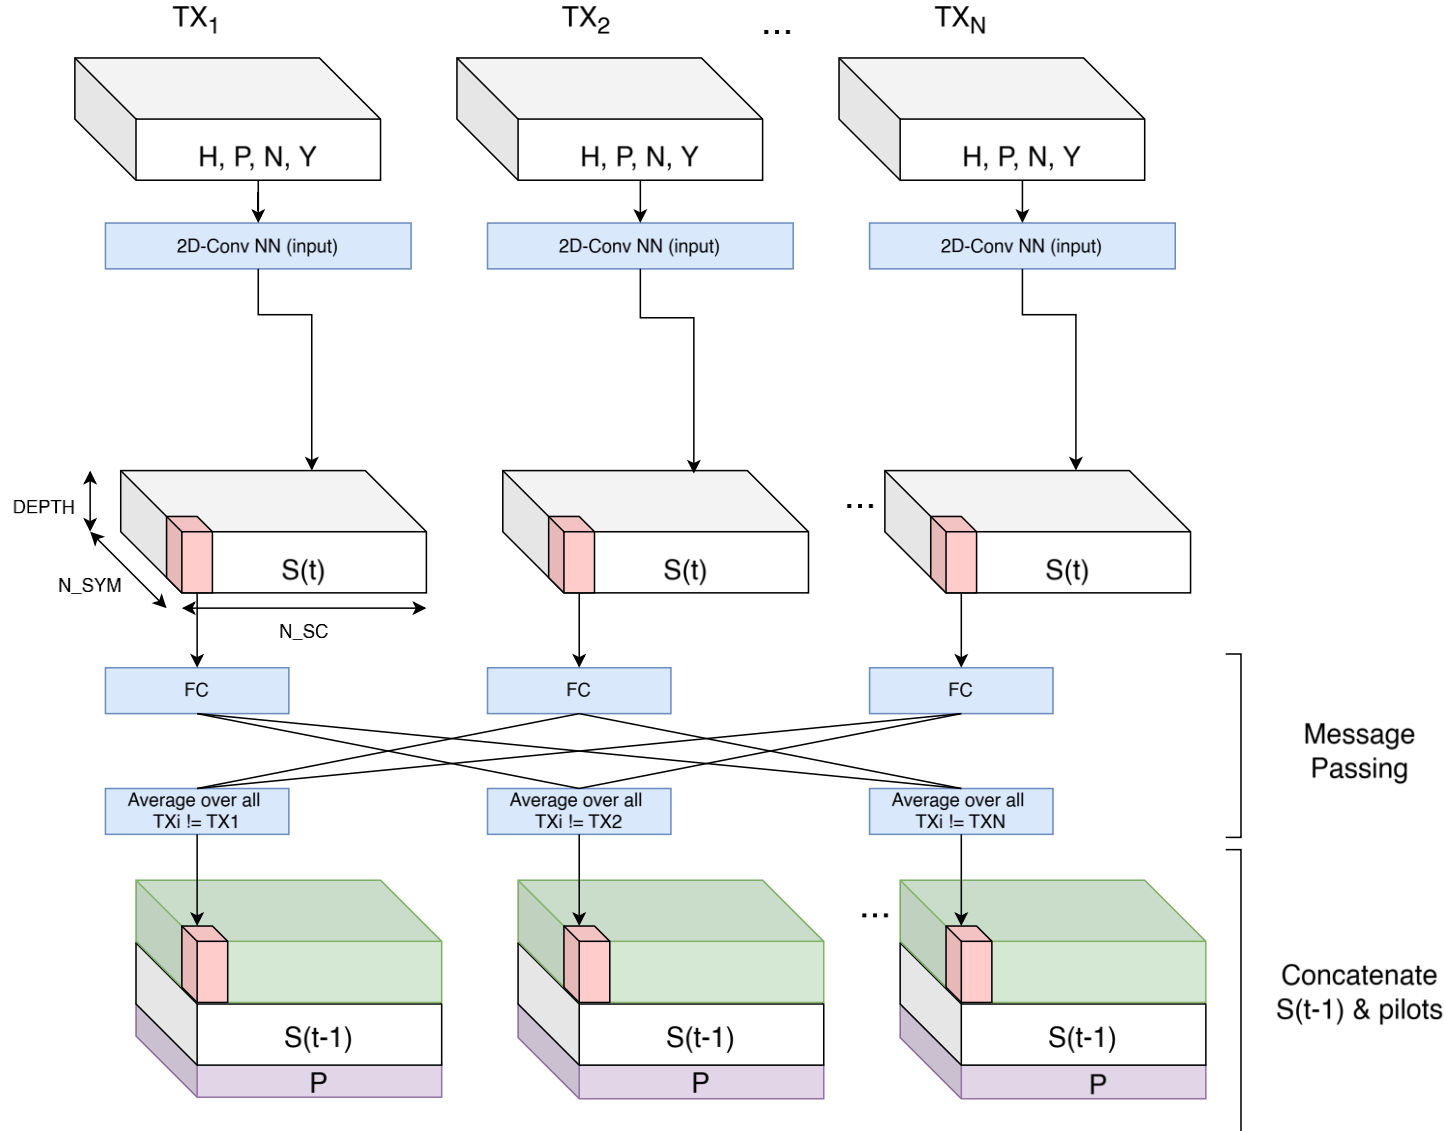 TX1
TX2
...
TXN
H, P, N, Y
H, P, N, Y
H, P, N, Y
2D-Conv NN (input)
2D-Conv NN (input)
2D-Conv NN (input)
DEPTH
N_SYM
N_SC
S(t)
S(t)
...
S(t)
FC
FC
FC
Message
Passing
Average over all
TXi != TX1
Average over all
TXi != TX2
Average over all
TXi != TXN
...
Concatenate
S(t-1) & pilots
S(t-1)
S(t-1)
S(t-1)
P
P
P